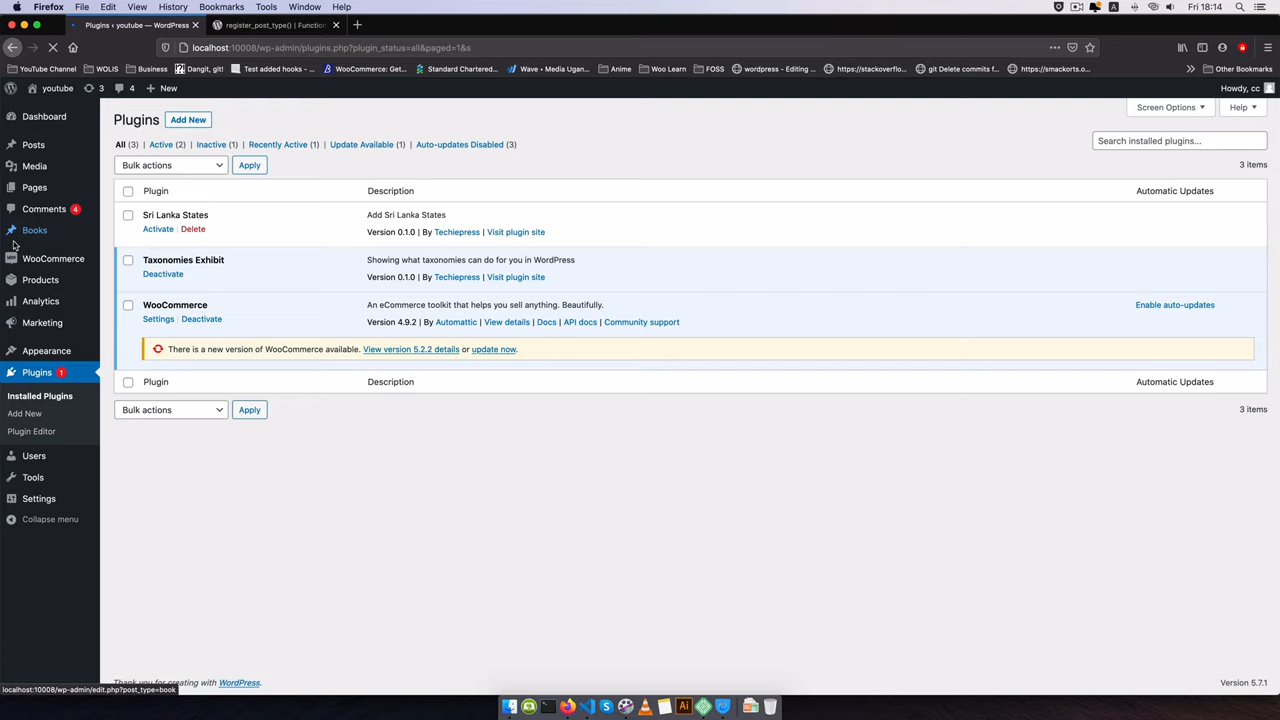 Firefox File Edit View History Bookmarks Tools Window Help
A
Fri 18:14
Plugins ‹ youtube — WordPress
register_post_type() | Function
localhost:10008/wp-admin/plugins.php?plugin_status=all&paged=1&s
YouTube Channel WOLIS Business Dangit, git! Test added hooks - ... WooCommerce: Get... Standard Chartered... Wave • Media Ugan... Anime Woo Learn FOSS wordpress - Editing ... https://stackoverflo... git Delete commits f... https://smackorts.o... Other Bookmarks
youtube 3 4 New Howdy, cc
Screen Options Help
Dashboard
Posts
Media
Pages
Comments 4
Books
WooCommerce
Products
Analytics
Marketing
Appearance
Plugins 1
Installed Plugins
Add New
Plugin Editor
Users
Tools
Settings
Collapse menu
Plugins Add New
All (3) | Active (2) | Inactive (1) | Recently Active (1) | Update Available (1) | Auto-updates Disabled (3)
Search installed plugins...
Bulk actions Apply
3 items
Plugin Description Automatic Updates
Sri Lanka States Add Sri Lanka States
Activate | Delete Version 0.1.0 | By Techiepress | Visit plugin site
Taxonomies Exhibit Showing what taxonomies can do for you in WordPress
Deactivate Version 0.1.0 | By Techiepress | Visit plugin site
WooCommerce An eCommerce toolkit that helps you sell anything. Beautifully. Enable auto-updates
Settings | Deactivate Version 4.9.2 | By Automattic | View details | Docs | API docs | Community support
There is a new version of WooCommerce available. View version 5.2.2 details or update now.
Plugin Description Automatic Updates
Bulk actions Apply
3 items
Thank you for creating with WordPress.
Version 5.7.1
localhost:10008/wp-admin/edit.php?post_type=book
Ai